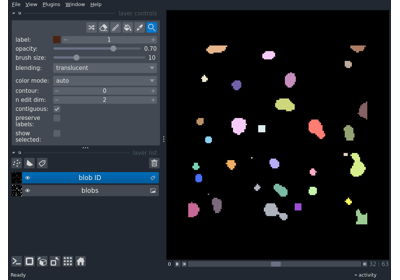 File View Plugins Window Help
layer controls
label: 1
opacity: 0.70
brush size: 10
blending: translucent
color mode: auto
contour: 0
n edit dim: 2
contiguous:
preserve
labels:
show
selected:
layer list
blob ID
blobs
32 63
Ready
activity